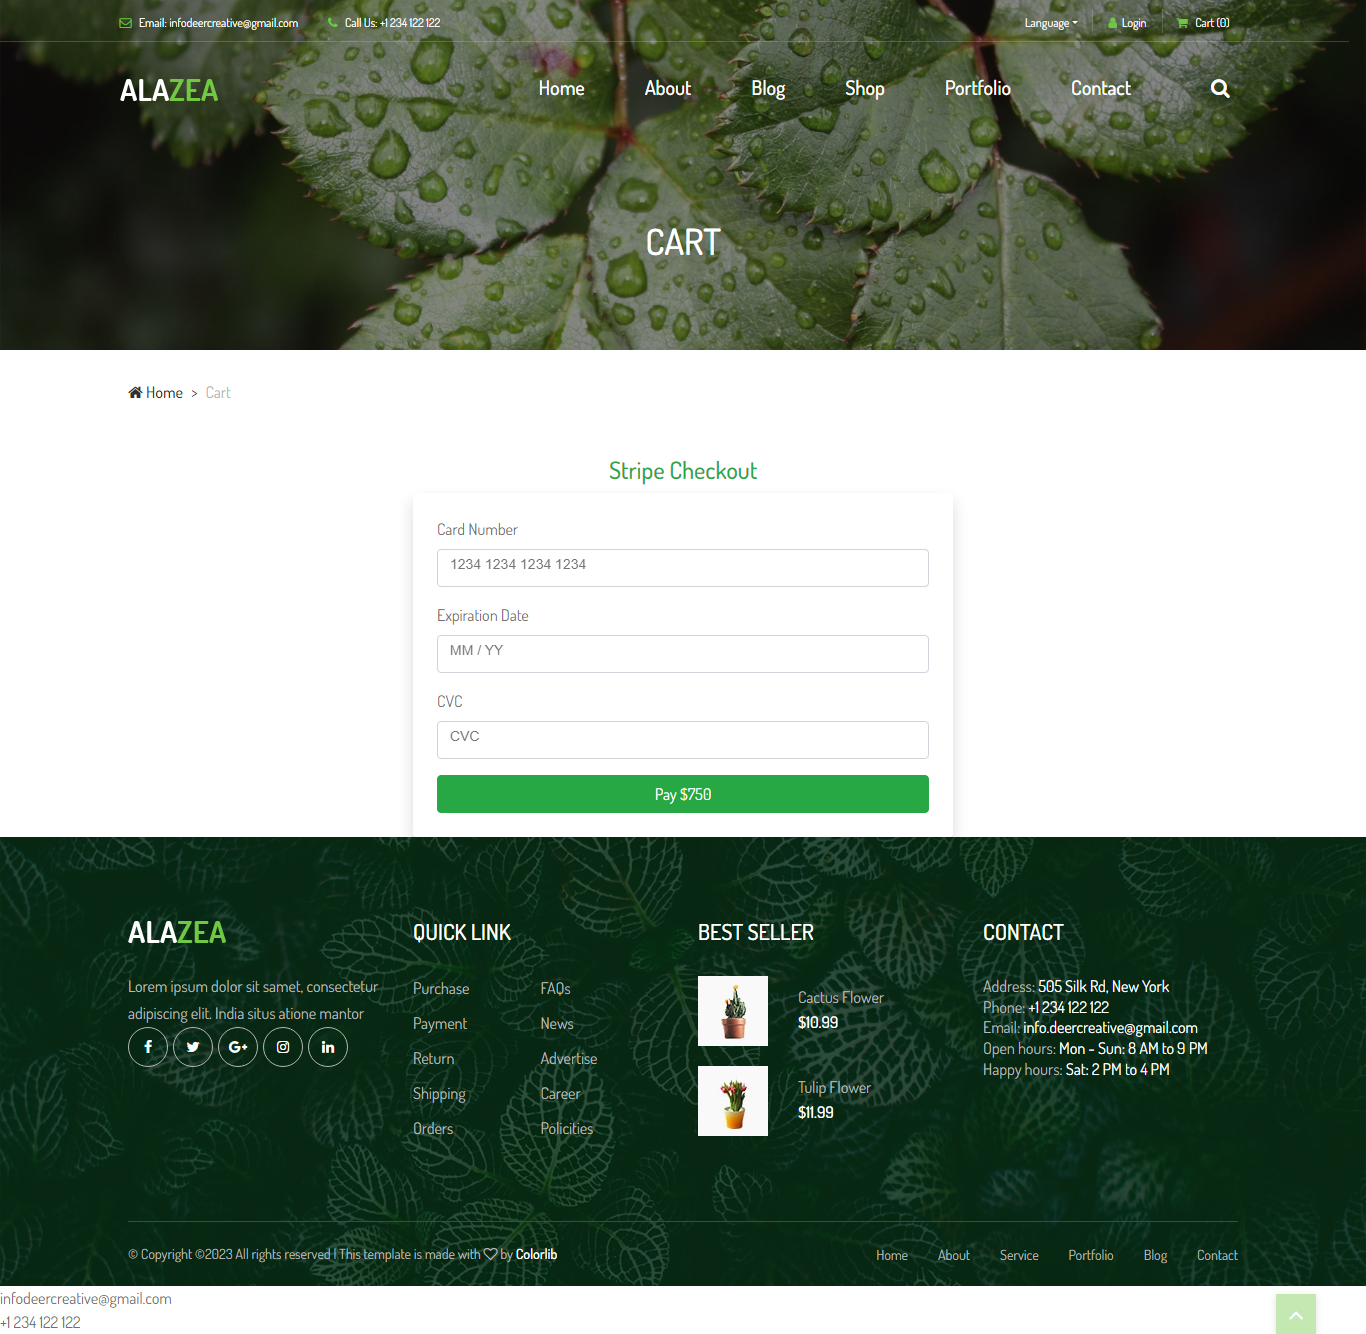 Email: infodeercreative@gmail.com
Call Us: +1 234 122 122
Language
Login
Cart (0)
ALAZEA
Home
About
Blog
Shop
Portfolio
Contact
CART
Home > Cart
Stripe Checkout
Card Number
1234 1234 1234 1234
Expiration Date
MM / YY
CVC
CVC
Pay $750
ALAZEA
Lorem ipsum dolor sit samet, consectetur
adipiscing elit. India situs atione mantor
QUICK LINK
Purchase
Payment
Return
Shipping
Orders
FAQs
News
Advertise
Career
Policities
BEST SELLER
Cactus Flower
$10.99
Tulip Flower
$11.99
CONTACT
Address: 505 Silk Rd, New York
Phone: +1 234 122 122
Email: info.deercreative@gmail.com
Open hours: Mon - Sun: 8 AM to 9 PM
Happy hours: Sat: 2 PM to 4 PM
© Copyright ©2023 All rights reserved | This template is made with by Colorlib
Home
About
Service
Portfolio
Blog
Contact
infodeercreative@gmail.com
+1 234 122 122